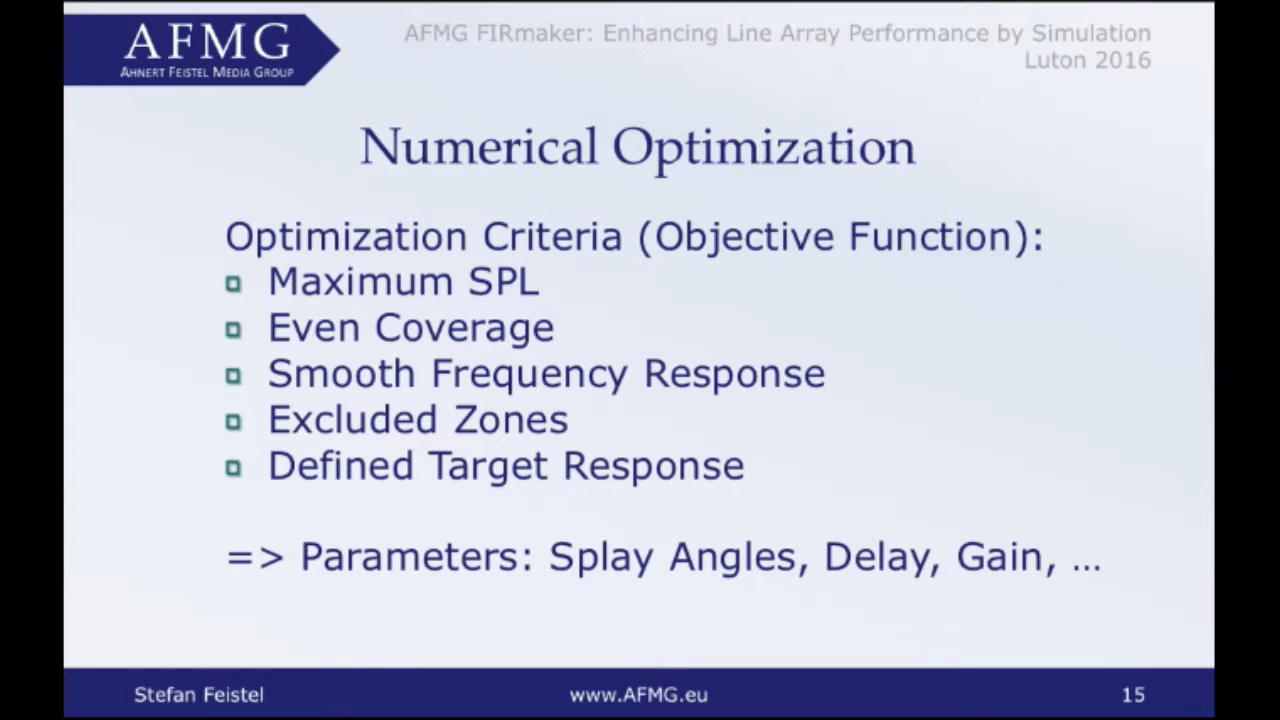 AFMG
AHNERT FEISTEL MEDIA GROUP
AFMG FIRmaker: Enhancing Line Array Performance by Simulation
Luton 2016
Numerical Optimization
Optimization Criteria (Objective Function):
Maximum SPL
Even Coverage
Smooth Frequency Response
Excluded Zones
Defined Target Response
=> Parameters: Splay Angles, Delay, Gain, ...
Stefan Feistel
www.AFMG.eu
15